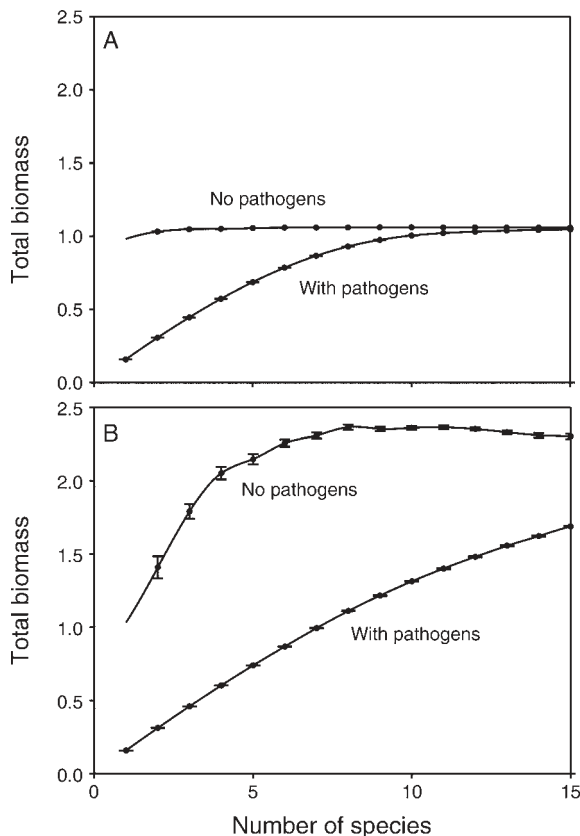 A
2.5
2.0
1.5
1.0
0.5
0.0
Total biomass
No pathogens
With pathogens
B
2.5
2.0
1.5
1.0
0.5
0.0
Total biomass
No pathogens
With pathogens
0 5 10 15
Number of species